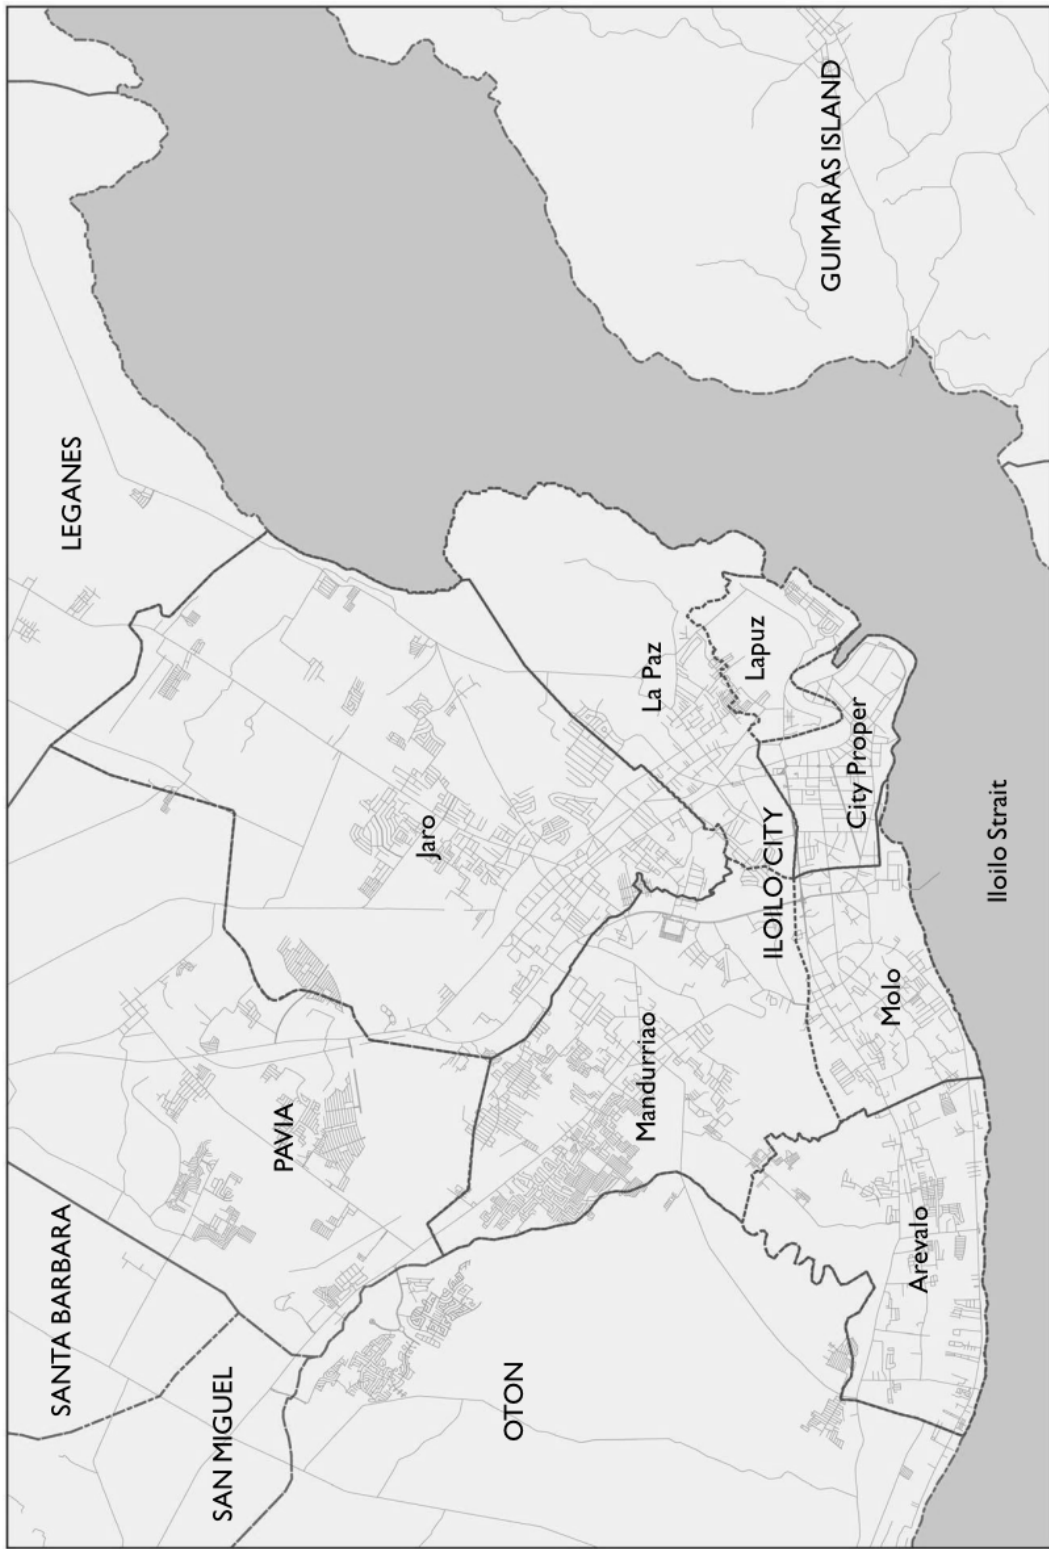 SANTA BARBARA
LEGANES
SAN MIGUEL
PAVIA
Jaro
OTON
Mandurriao
La Paz
Lapuz
ILOILO CITY
GUIMARAS ISLAND
City Proper
Molo
Arevalo
Iloilo Strait